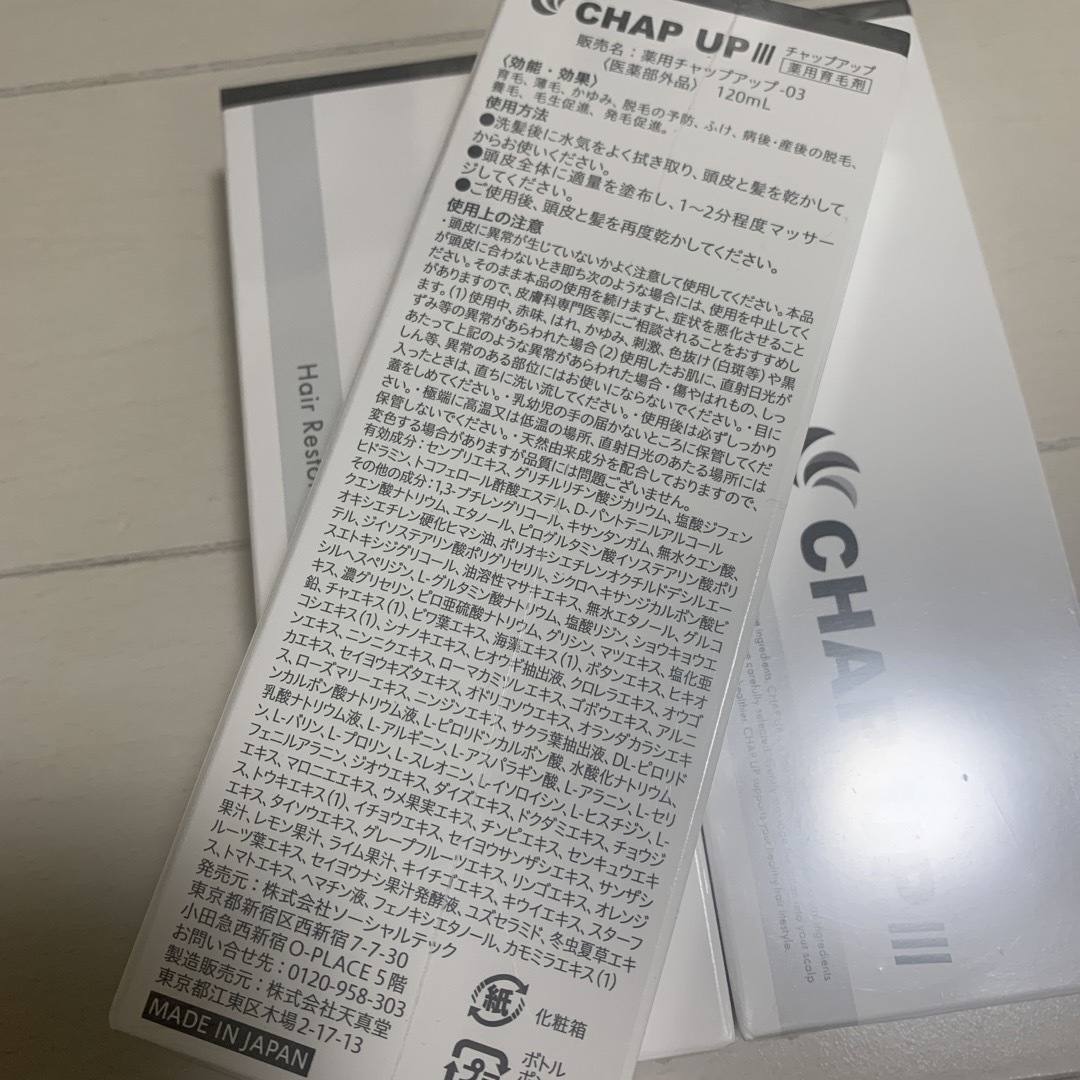 CHAP UP III チャップアップ
薬用育毛剤
販売名：薬用チャップアップ-03
〈医薬部外品〉 120mL
〈効能・効果〉
育毛、薄毛、かゆみ、脱毛の予防、ふけ、病後・産後の脱毛、
養毛、毛生促進、発毛促進。
使用方法
●洗髪後に水気をよく拭き取り、頭皮と髪を乾かして
からお使いください。
●頭皮全体に適量を塗布し、1〜2分程度マッサー
ジしてください。
●ご使用後、頭皮と髪を再度乾かしてください。
使用上の注意
・頭皮に異常が生じていないかよく注意して使用してください。本品
が頭皮に合わないとき即ち次のような場合には、使用を中止してく
ださい。そのまま本品の使用を続けますと、症状を悪化させること
がありますので、皮膚科専門医等にご相談されることをおすすめし
ます。(1)使用中、赤味、はれ、かゆみ、刺激、色抜け(白斑等)や黒
ずみ等の異常があらわれた場合(2)使用したお肌に、直射日光が
あたって上記のような異常があらわれた場合・傷やはれもの、しっ
しん等、異常のある部位にはお使いにならないでください。・目に
入ったときは、直ちに洗い流してください。・使用後は必ずしっかり
蓋をしめてください。・乳幼児の手の届かないところに保管してくだ
さい。・極端に高温又は低温の場所、直射日光のあたる場所には
保管しないでください。・天然由来成分を配合しておりますので、
変色する場合がありますが品質には問題ございません。
有効成分：センブリエキス、グリチルリチン酸ジカリウム、塩酸ジフェン
ヒドラミン、トコフェロール酢酸エステル、D-パントテニルアルコール
その他の成分：1,3-ブチレングリコール、キサンタンガム、無水クエン酸、
クエン酸ナトリウム、エタノール、ピログルタミン酸イソステアリン酸ポリ
オキシエチレン硬化ヒマシ油、ポリオキシエチレンオクチルドデシルエー
テル、ジイソステアリン酸ポリグリセリル、シクロヘキサンジカルボン酸ビ
スエトキシジグリコール、油溶性マサキエキス、無水エタノール、グルコ
シルヘスペリジン、L-グルタミン酸ナトリウム、塩酸リジン、ショウキョウエ
キス、濃グリセリン、ピロ亜硫酸ナトリウム、グリシン、マツエキス、塩化亜
鉛、チャエキス(1)、ビワ葉エキス、海藻エキス(1)、ボタンエキス、ヒキオ
コシエキス(1)、シナノキエキス、ヒオウギ抽出液、クロレラエキス、オウゴ
ンエキス、ニンニクエキス、ローマカミツレエキス、ゴボウエキス、アルニ
カエキス、セイヨウキズタエキス、オドリコソウエキス、オランダカラシエキ
ス、ローズマリーエキス、ニンジンエキス、サクラ葉抽出液、DL-ピロリド
ンカルボン酸ナトリウム液、L-ピロリドンカルボン酸、水酸化ナトリウム、
乳酸ナトリウム液、L-アルギニン、L-アスパラギン酸、L-アラニン、L-セリ
ン、L-バリン、L-プロリン、L-スレオニン、L-イソロイシン、L-ヒスチジン、L-
フェニルアラニン、ジオウエキス、ダイズエキス、ドクダミエキス、チョウジ
エキス、マロニエエキス、ウメ果実エキス、チンピエキス、センキュウエキ
ス、トウキエキス(1)、イチョウエキス、セイヨウサンザシエキス、サンザシ
エキス、タイソウエキス、グレープフルーツエキス、リンゴエキス、オレンジ
果汁、レモン果汁、ライム果汁、キイチゴエキス、キウイエキス、スターフ
ルーツ葉エキス、セイヨウナシ果汁発酵液、ユズセラミド、冬虫夏草エキ
ス、トマトエキス、ヘマチン液、フェノキシエタノール、カモミラエキス(1)
発売元：株式会社ソーシャルテック
東京都新宿区西新宿7-7-30
小田急西新宿O-PLACE 5階
お問い合せ先：0120-958-303
製造販売元：株式会社天真堂
東京都江東区木場2-17-13
MADE IN JAPAN
紙 化粧箱
プラ ボトル
Hair Resto
CHAP UP III